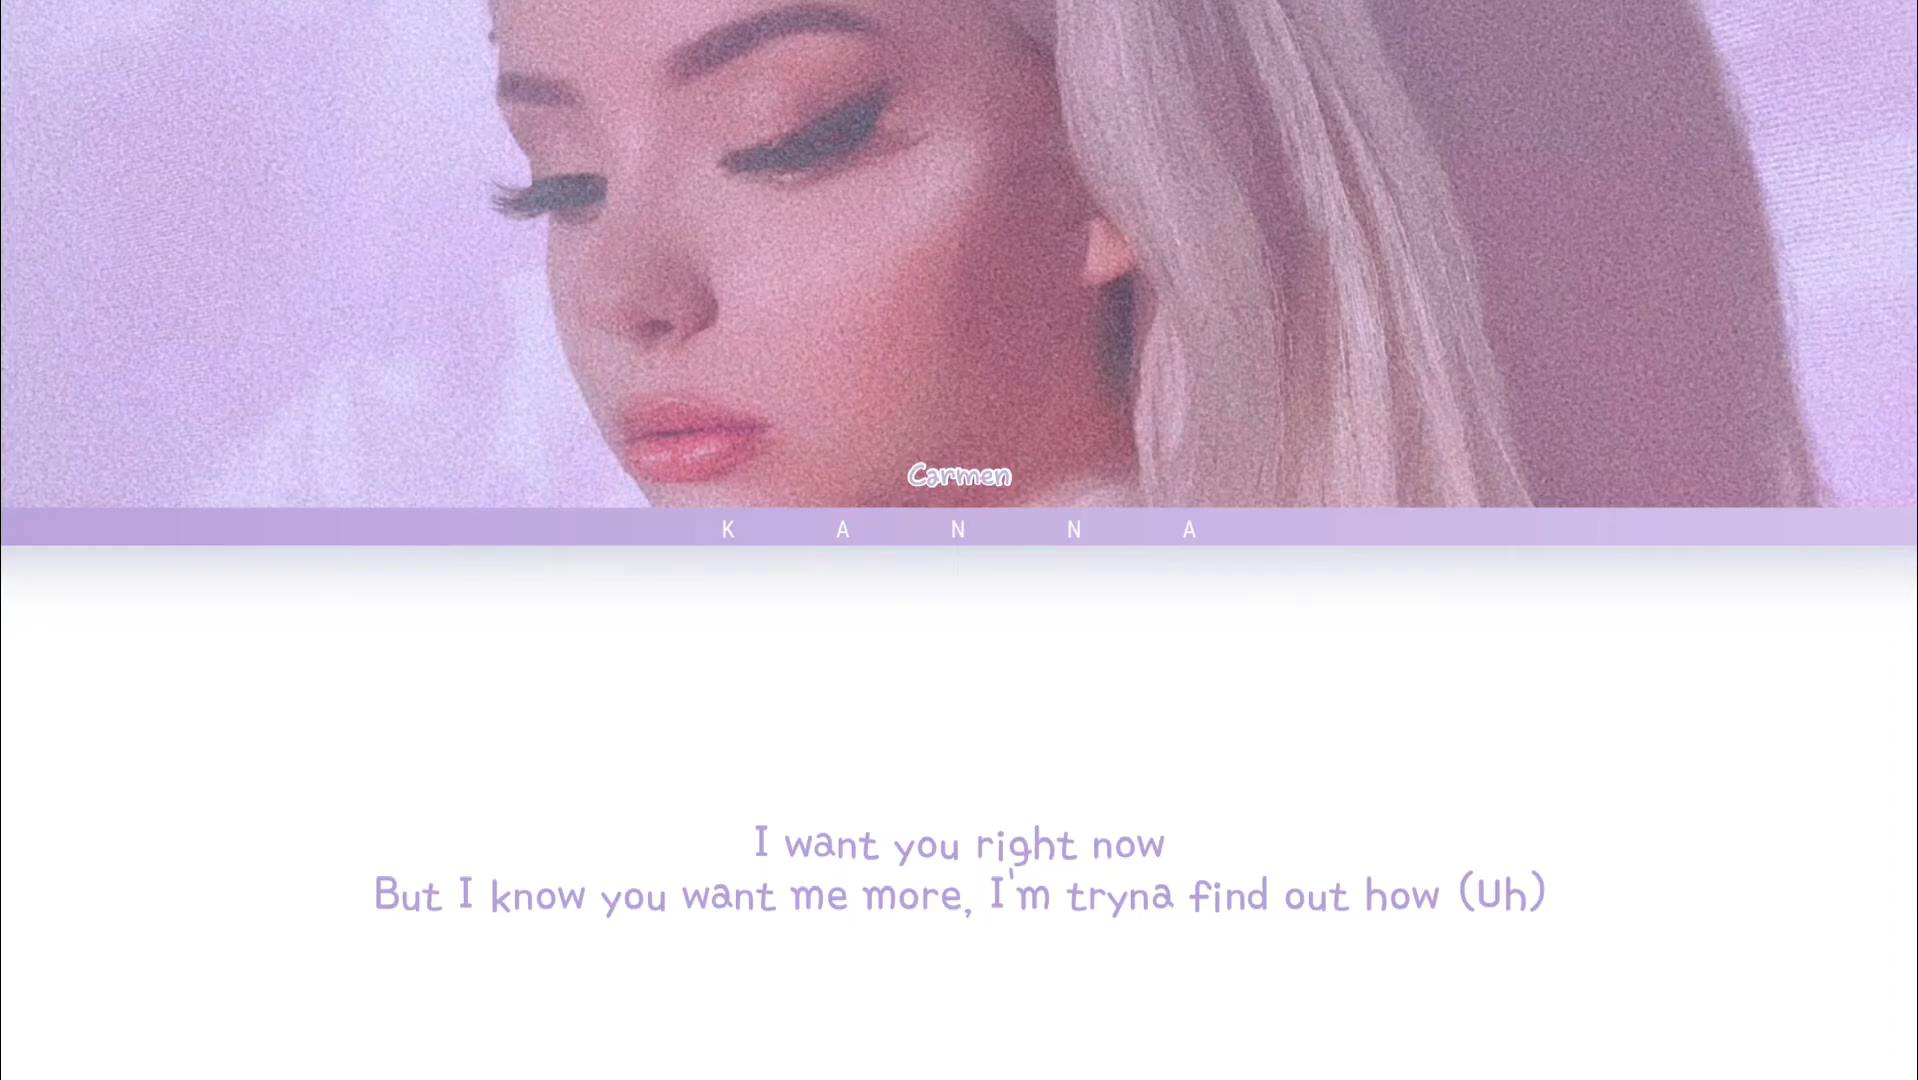 Carmen
K A N N A
I want you right now
But I know you want me more, I'm tryna find out how (Uh)